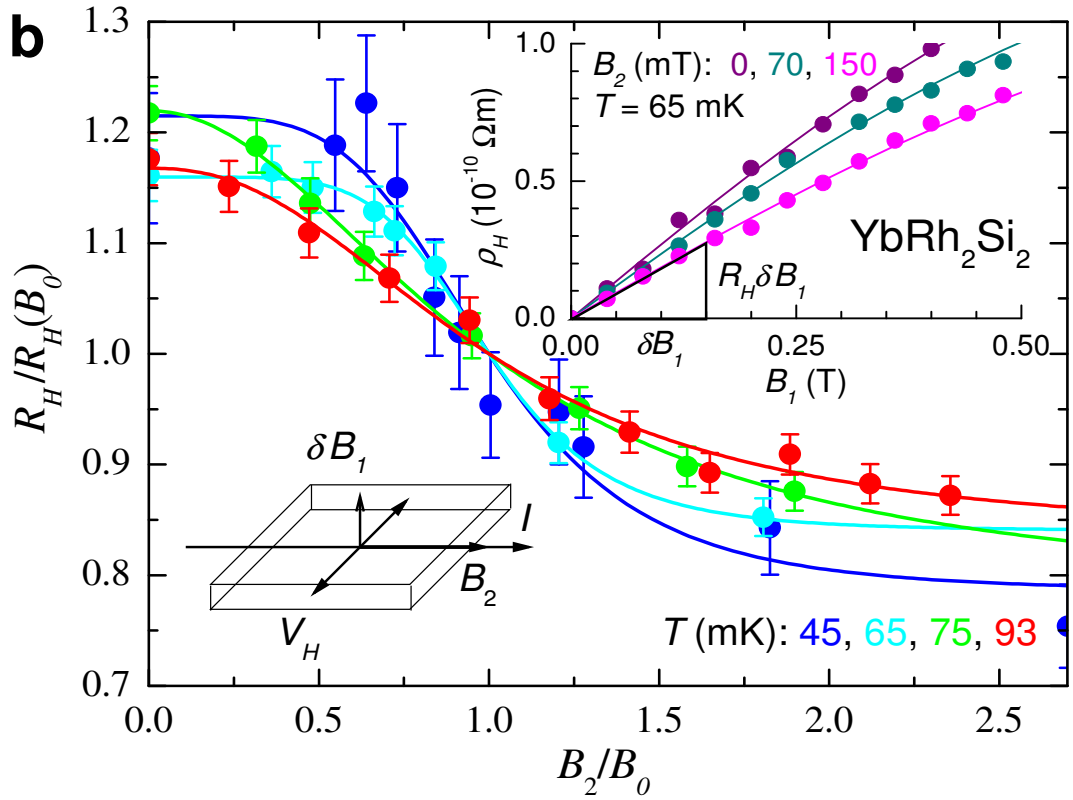 b
R_H/R_H(B_0)
1.3
1.2
1.1
1.0
0.9
0.8
0.7
0.0
0.5
1.0
1.5
2.0
2.5
B_2/B_0
B_2 (mT): 0, 70, 150
T = 65 mK
ρ_H (10^-10 Ωm)
1.0
0.5
0.0
0.00
0.25
0.50
δB_1
B_1 (T)
R_H δB_1
YbRh_2Si_2
δB_1
I
B_2
V_H
T (mK): 45, 65, 75, 93